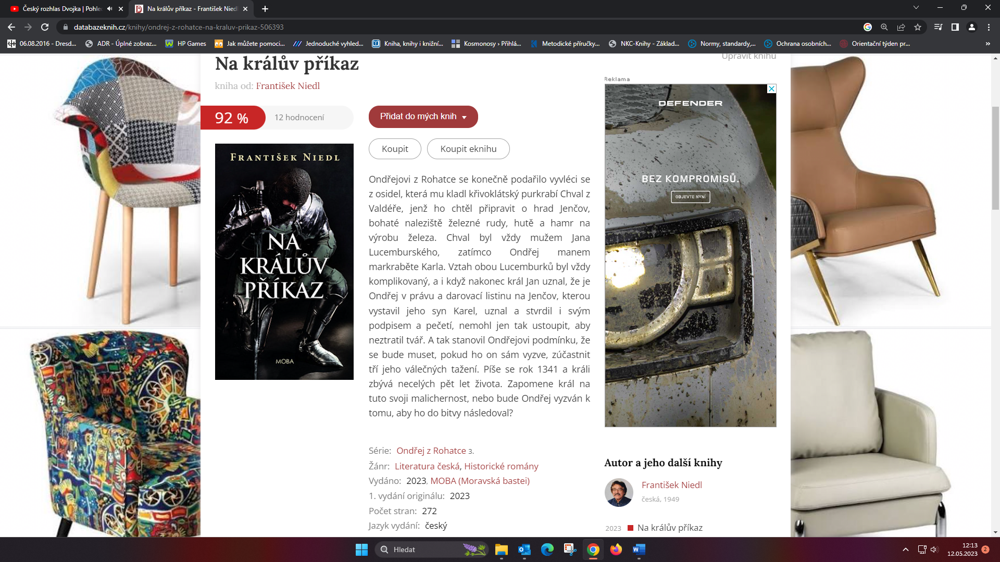 Český rozhlas Dvojka | Pohle
Na králův příkaz - František Niedl
databazeknih.cz/knihy/ondrej-z-rohatce-na-kraluv-prikaz-506393
06.08.2016 - Dresd...
ADR - Úplné zobraz...
HP Games
Jak můžete pomoci...
Jednoduché vyhled...
Kniha, knihy i knižní...
Kosmonosy › Přihlá...
Metodické příručky...
NKC-Knihy - Základ...
Normy, standardy,...
Ochrana osobních...
Orientační týden pr...
»
Na králův příkaz
Upravit knihu
kniha od: František Niedl
92 %
12 hodnocení
Přidat do mých knih
Koupit
Koupit eknihu
FRANTIŠEK NIEDL
NA
KRÁLŮV
PŘÍKAZ
MOBA
Ondřejovi z Rohatce se konečně podařilo vyvléci se
z osidel, která mu kladl křivoklátský purkrabí Chval z
Valdéře, jenž ho chtěl připravit o hrad Jenčov,
bohaté naleziště železné rudy, hutě a hamr na
výrobu železa. Chval byl vždy mužem Jana
Lucemburského, zatímco Ondřej manem
markraběte Karla. Vztah obou Lucemburků byl vždy
komplikovaný, a i když nakonec král Jan uznal, že je
Ondřej v právu a darovací listinu na Jenčov, kterou
vystavil jeho syn Karel, uznal a stvrdil i svým
podpisem a pečetí, nemohl jen tak ustoupit, aby
neztratil tvář. A tak stanovil Ondřejovi podmínku, že
se bude muset, pokud ho on sám vyzve, zúčastnit
tří jeho válečných tažení. Píše se rok 1341 a králi
zbývá necelých pět let života. Zapomene král na
tuto svoji malichernost, nebo bude Ondřej vyzván k
tomu, aby ho do bitvy následoval?
Série: Ondřej z Rohatce 3.
Žánr: Literatura česká, Historické romány
Vydáno: 2023, MOBA (Moravská bastei)
1. vydání originálu: 2023
Počet stran: 272
Jazyk vydání: český
Reklama
DEFENDER
BEZ KOMPROMISŮ.
OBJEVTE NYNÍ
Autor a jeho další knihy
František Niedl
česká, 1949
2023 Na králův příkaz
Hledat
12:13
12.05.2023
2